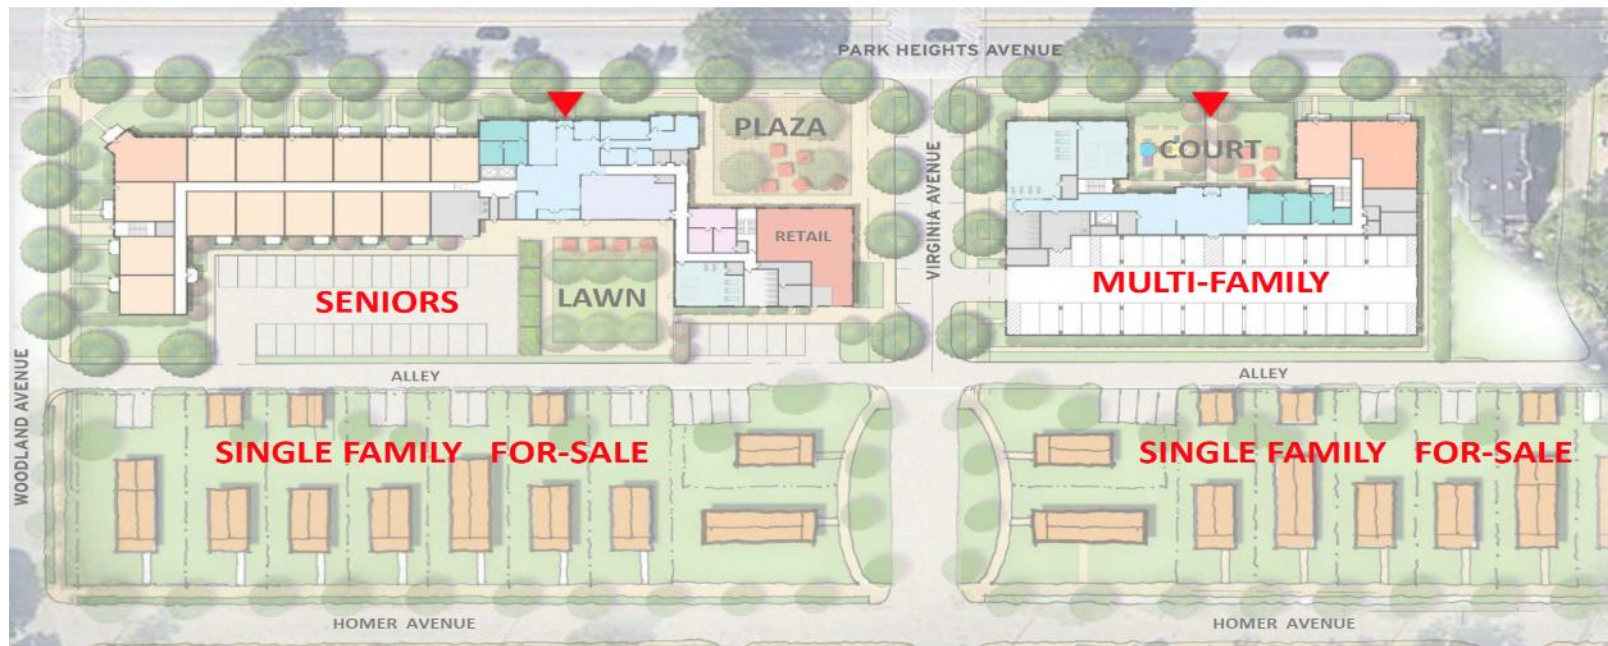 PARK HEIGHTS AVENUE
PLAZA
COURT
VIRGINIA AVENUE
RETAIL
SENIORS
LAWN
MULTI-FAMILY
WOODLAND AVENUE
ALLEY
ALLEY
SINGLE FAMILY FOR-SALE
SINGLE FAMILY FOR-SALE
HOMER AVENUE
HOMER AVENUE